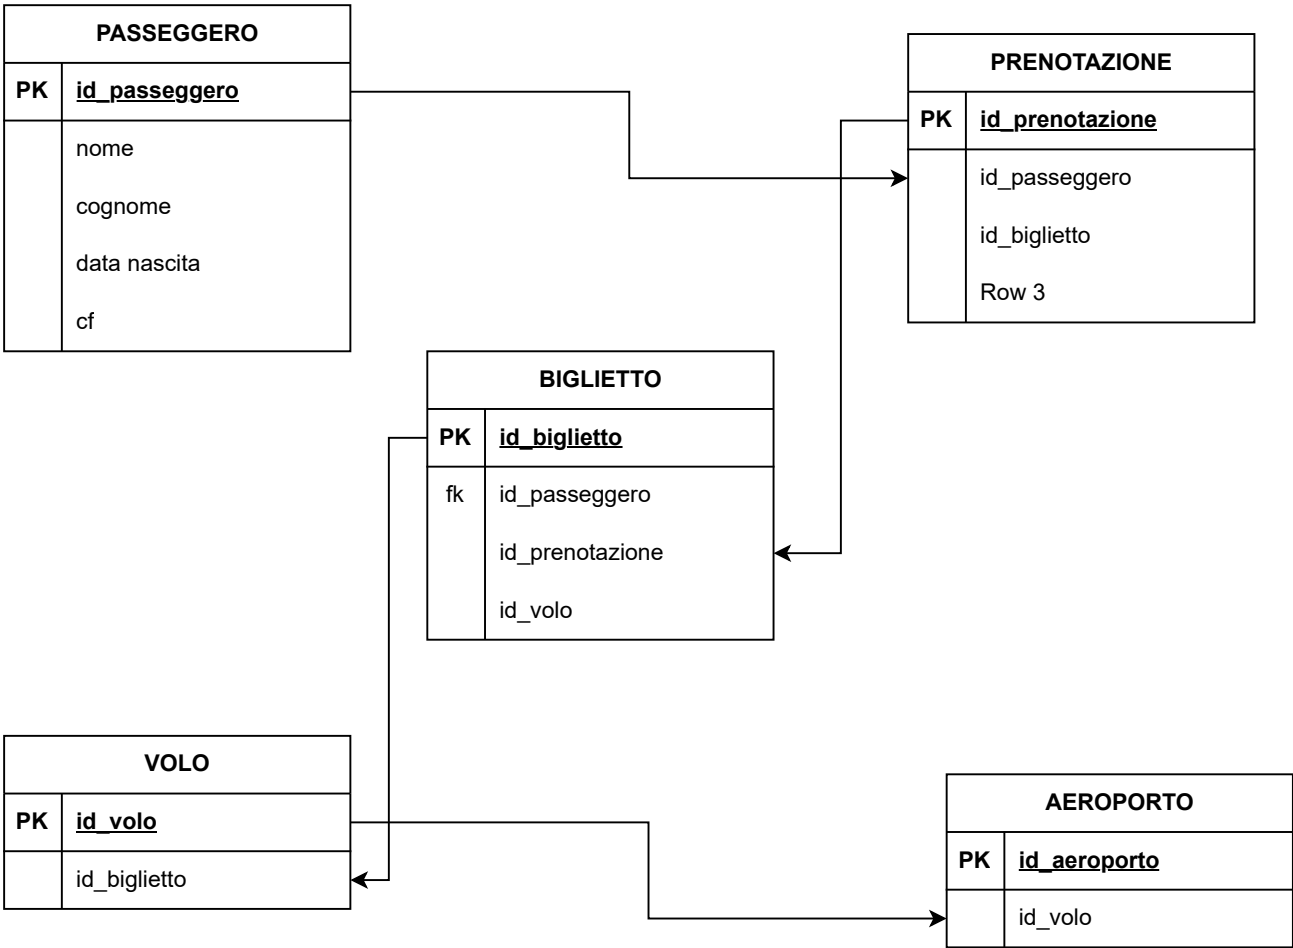 PASSEGGERO
PK id_passeggero
nome
cognome
data nascita
cf
PRENOTAZIONE
PK id_prenotazione
id_passeggero
id_biglietto
Row 3
BIGLIETTO
PK id_biglietto
fk id_passeggero
id_prenotazione
id_volo
VOLO
PK id_volo
id_biglietto
AEROPORTO
PK id_aeroporto
id_volo